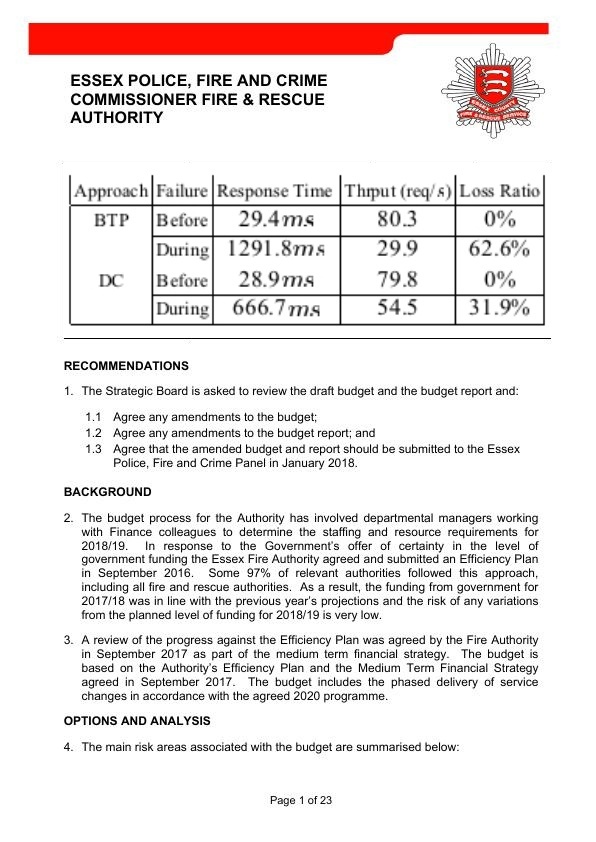 ESSEX POLICE, FIRE AND CRIME
COMMISSIONER FIRE & RESCUE
AUTHORITY
ESSEX COUNTY
FIRE & RESCUE SERVICE
Approach Failure Response Time Thrput (req/s) Loss Ratio
BTP Before 29.4ms 80.3 0%
During 1291.8ms 29.9 62.6%
DC Before 28.9ms 79.8 0%
During 666.7ms 54.5 31.9%
RECOMMENDATIONS
1. The Strategic Board is asked to review the draft budget and the budget report and:
1.1 Agree any amendments to the budget;
1.2 Agree any amendments to the budget report; and
1.3 Agree that the amended budget and report should be submitted to the Essex
Police, Fire and Crime Panel in January 2018.
BACKGROUND
2. The budget process for the Authority has involved departmental managers working
with Finance colleagues to determine the staffing and resource requirements for
2018/19. In response to the Government's offer of certainty in the level of
government funding the Essex Fire Authority agreed and submitted an Efficiency Plan
in September 2016. Some 97% of relevant authorities followed this approach,
including all fire and rescue authorities. As a result, the funding from government for
2017/18 was in line with the previous year's projections and the risk of any variations
from the planned level of funding for 2018/19 is very low.
3. A review of the progress against the Efficiency Plan was agreed by the Fire Authority
in September 2017 as part of the medium term financial strategy. The budget is
based on the Authority's Efficiency Plan and the Medium Term Financial Strategy
agreed in September 2017. The budget includes the phased delivery of service
changes in accordance with the agreed 2020 programme.
OPTIONS AND ANALYSIS
4. The main risk areas associated with the budget are summarised below:
Page 1 of 23